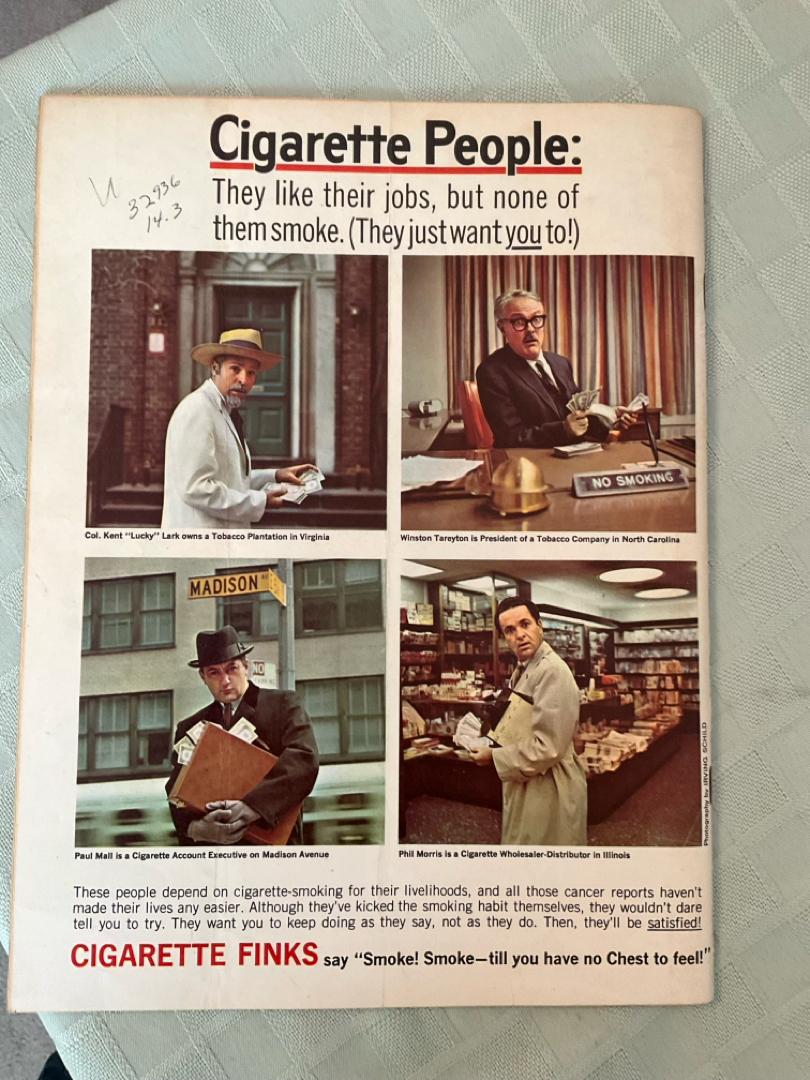 Cigarette People:
They like their jobs, but none of
them smoke. (They just want you to!)
32936
14.3
NO SMOKING
Col. Kent "Lucky" Lark owns a Tobacco Plantation in Virginia
Winston Tareyton is President of a Tobacco Company in North Carolina
MADISON AV
NO
Paul Mall is a Cigarette Account Executive on Madison Avenue
Phil Morris is a Cigarette Wholesaler-Distributor in Illinois
Photography by IRVING SCHILD
These people depend on cigarette-smoking for their livelihoods, and all those cancer reports haven't
made their lives any easier. Although they've kicked the smoking habit themselves, they wouldn't dare
tell you to try. They want you to keep doing as they say, not as they do. Then, they'll be satisfied!
CIGARETTE FINKS say "Smoke! Smoke—till you have no Chest to feel!"